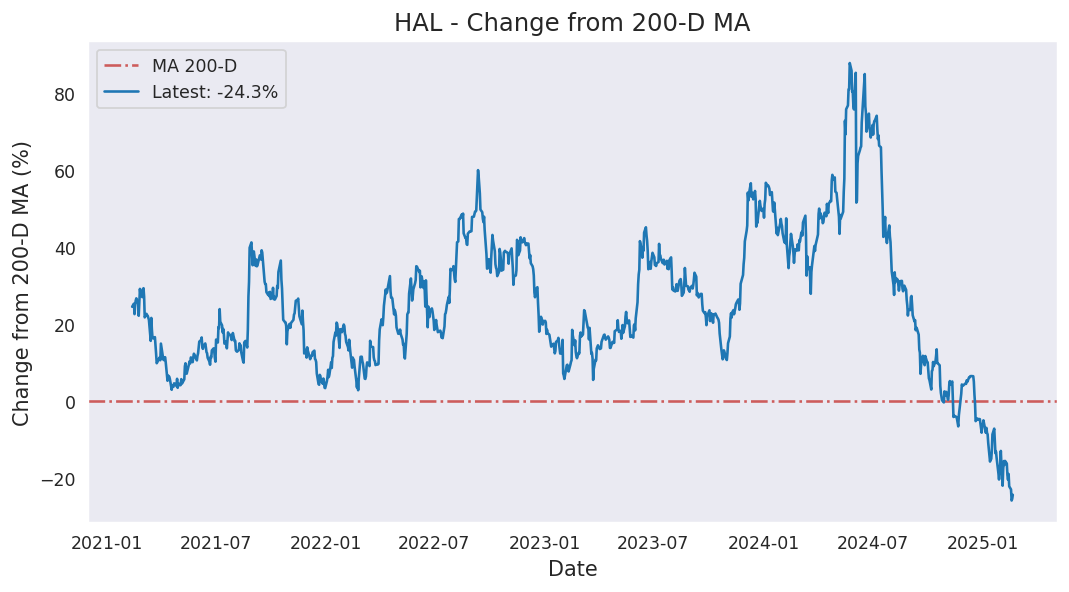 HAL - Change from 200-D MA
MA 200-D
Latest: -24.3%
Change from 200-D MA (%)
80
60
40
20
0
−20
2021-01 2021-07 2022-01 2022-07 2023-01 2023-07 2024-01 2024-07 2025-01
Date